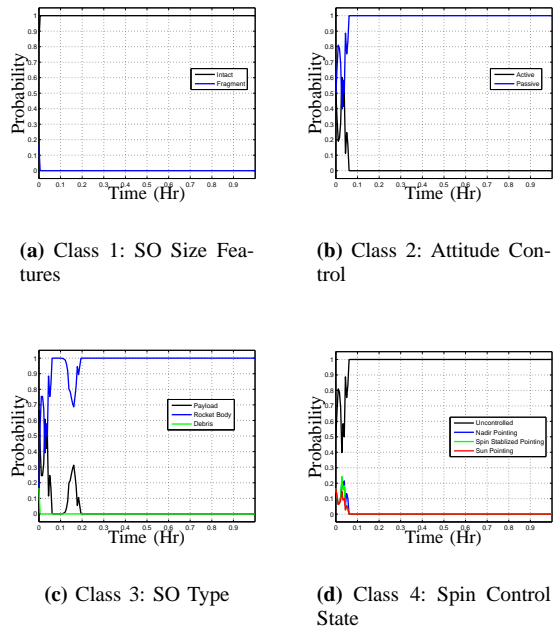 1
0.9
0.8
0.7
0.6
0.5
0.4
0.3
0.2
0.1
0
Probability
Intact
Fragment
0 0.1 0.2 0.3 0.4 0.5 0.6 0.7 0.8 0.9
Time (Hr)
(a) Class 1: SO Size Fea-
tures
1
0.9
0.8
0.7
0.6
0.5
0.4
0.3
0.2
0.1
0
Probability
Active
Passive
0 0.1 0.2 0.3 0.4 0.5 0.6 0.7 0.8 0.9
Time (Hr)
(b) Class 2: Attitude Con-
trol
1
0.9
0.8
0.7
0.6
0.5
0.4
0.3
0.2
0.1
0
Probability
Payload
Rocket Body
Debris
0 0.1 0.2 0.3 0.4 0.5 0.6 0.7 0.8 0.9
Time (Hr)
(c) Class 3: SO Type
1
0.9
0.8
0.7
0.6
0.5
0.4
0.3
0.2
0.1
0
Probability
Uncontrolled
Nadir Pointing
Spin Stablized Pointing
Sun Pointing
0 0.1 0.2 0.3 0.4 0.5 0.6 0.7 0.8 0.9
Time (Hr)
(d) Class 4: Spin Control
State